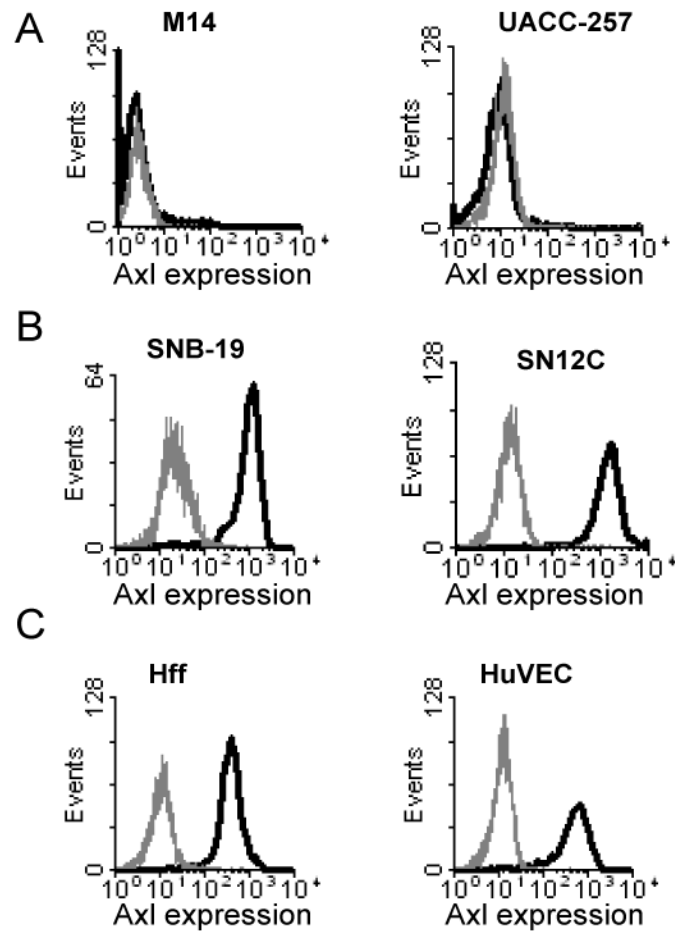 A
M14
UACC-257
128
Events
0
10⁰ 10¹ 10² 10³ 10⁴
Axl expression
128
Events
0
10⁰ 10¹ 10² 10³ 10⁴
Axl expression
B
SNB-19
SN12C
64
Events
0
10⁰ 10¹ 10² 10³ 10⁴
Axl expression
128
Events
0
10⁰ 10¹ 10² 10³ 10⁴
Axl expression
C
Hff
HuVEC
128
Events
0
10⁰ 10¹ 10² 10³ 10⁴
Axl expression
128
Events
0
10⁰ 10¹ 10² 10³ 10⁴
Axl expression